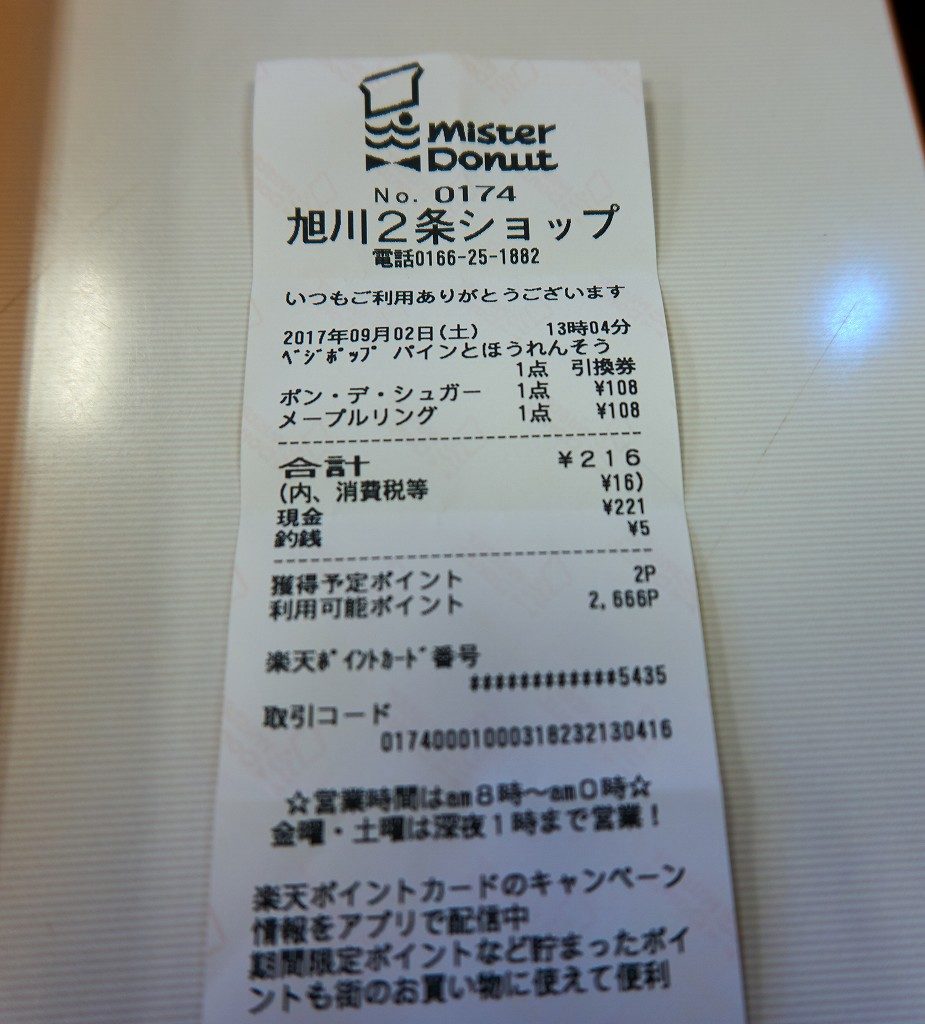 Mister
Donut
No. 0174
旭川2条ショップ
電話0166-25-1882
いつもご利用ありがとうございます
2017年09月02日(土) 13時04分
ﾍﾞｼﾞﾎﾟｯﾌﾟ パインとほうれんそう
1点 引換券
ポン・デ・シュガー 1点 ¥108
メープルリング 1点 ¥108
合計 ¥216
(内、消費税等 ¥16)
現金 ¥221
釣銭 ¥5
獲得予定ポイント 2P
利用可能ポイント 2,666P
楽天ﾎﾟｲﾝﾄｶｰﾄﾞ番号
############5435
取引コード
01740001000318232130416
☆営業時間はam8時～am0時☆
金曜・土曜は深夜1時まで営業！
楽天ポイントカードのキャンペーン
情報をアプリで配信中
期間限定ポイントなど貯まったポイ
ントも街のお買い物に使えて便利